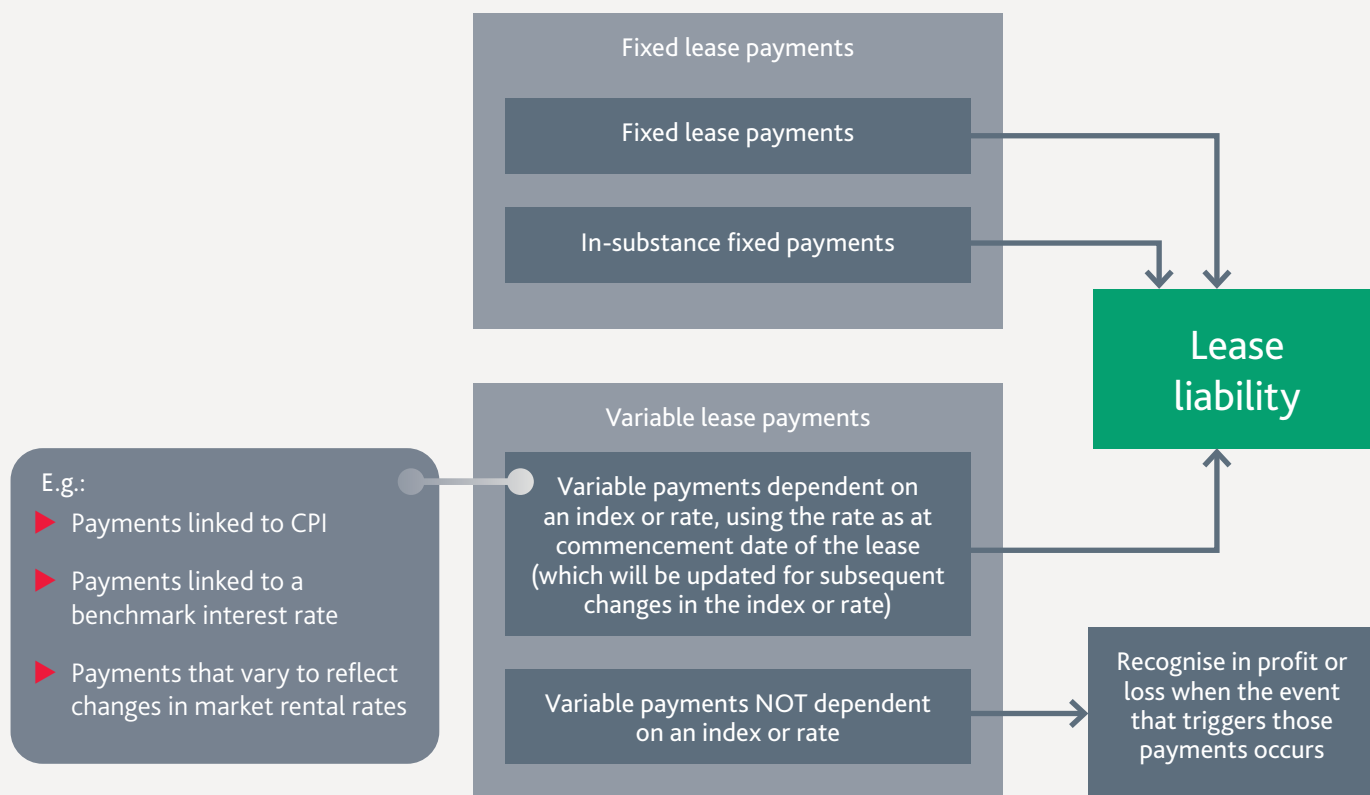 Fixed lease payments
Fixed lease payments
In-substance fixed payments
Lease
liability
Variable lease payments
E.g.:
Payments linked to CPI
Payments linked to a
benchmark interest rate
Payments that vary to reflect
changes in market rental rates
Variable payments dependent on
an index or rate, using the rate as at
commencement date of the lease
(which will be updated for subsequent
changes in the index or rate)
Variable payments NOT dependent
on an index or rate
Recognise in profit or
loss when the event
that triggers those
payments occurs